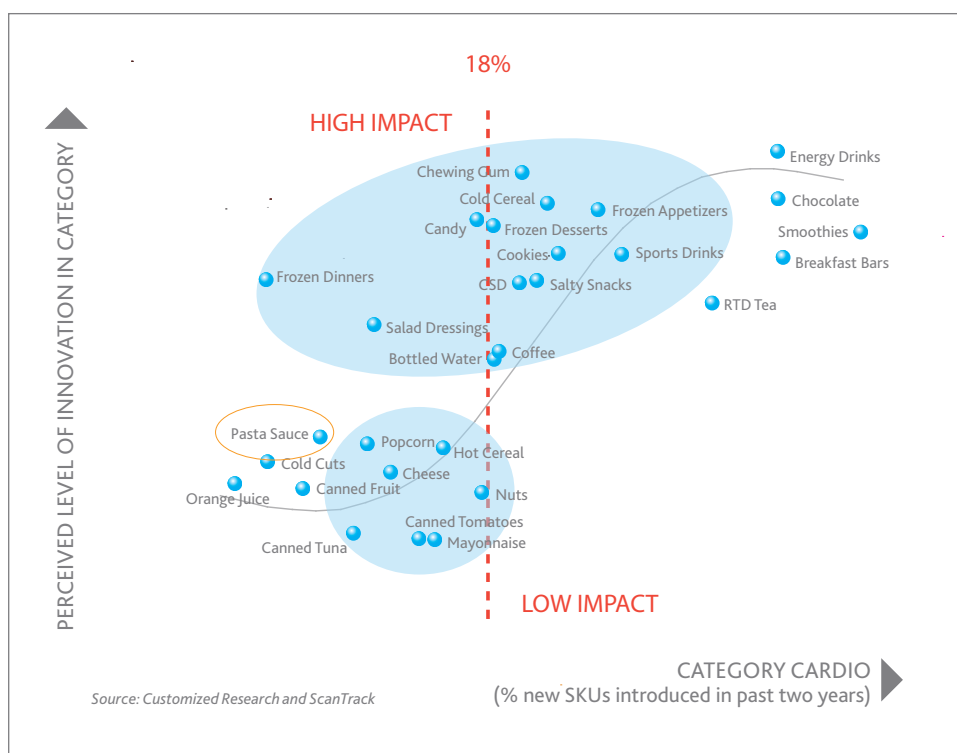 18%
HIGH IMPACT
PERCEIVED LEVEL OF INNOVATION IN CATEGORY
Energy Drinks
Chewing Gum
Cold Cereal
Chocolate
Frozen Appetizers
Candy
Frozen Desserts
Smoothies
Cookies
Sports Drinks
Breakfast Bars
Frozen Dinners
CSD
Salty Snacks
RTD Tea
Salad Dressings
Coffee
Bottled Water
Pasta Sauce
Popcorn
Hot Cereal
Cold Cuts
Cheese
Canned Fruit
Orange Juice
Nuts
Canned Tomatoes
Canned Tuna
Mayonnaise
LOW IMPACT
CATEGORY CARDIO
(% new SKUs introduced in past two years)
Source: Customized Research and ScanTrack